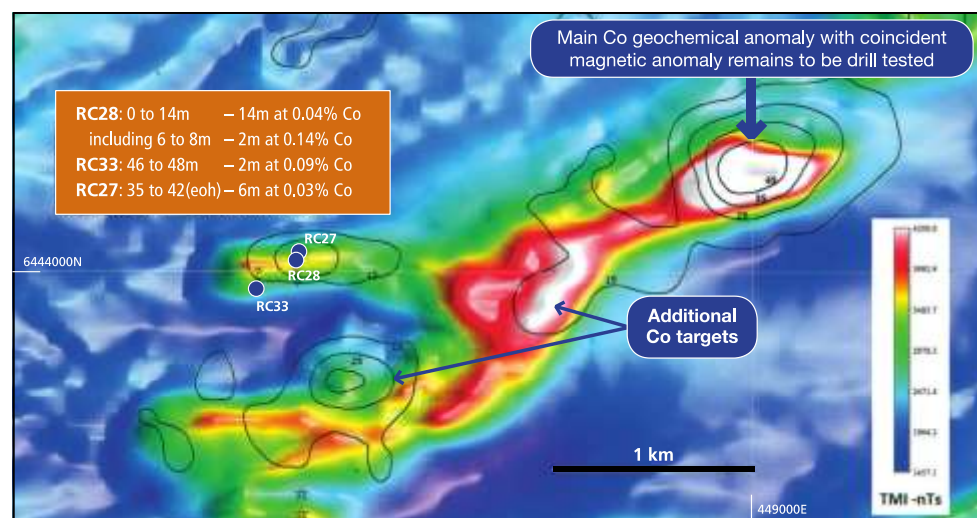 Main Co geochemical anomaly with coincident
magnetic anomaly remains to be drill tested
RC28: 0 to 14m – 14m at 0.04% Co
including 6 to 8m – 2m at 0.14% Co
RC33: 46 to 48m – 2m at 0.09% Co
RC27: 35 to 42(eoh) – 6m at 0.03% Co
RC27
6444000N
RC28
RC33
Additional
Co targets
1 km
TMI -nTs
449000E